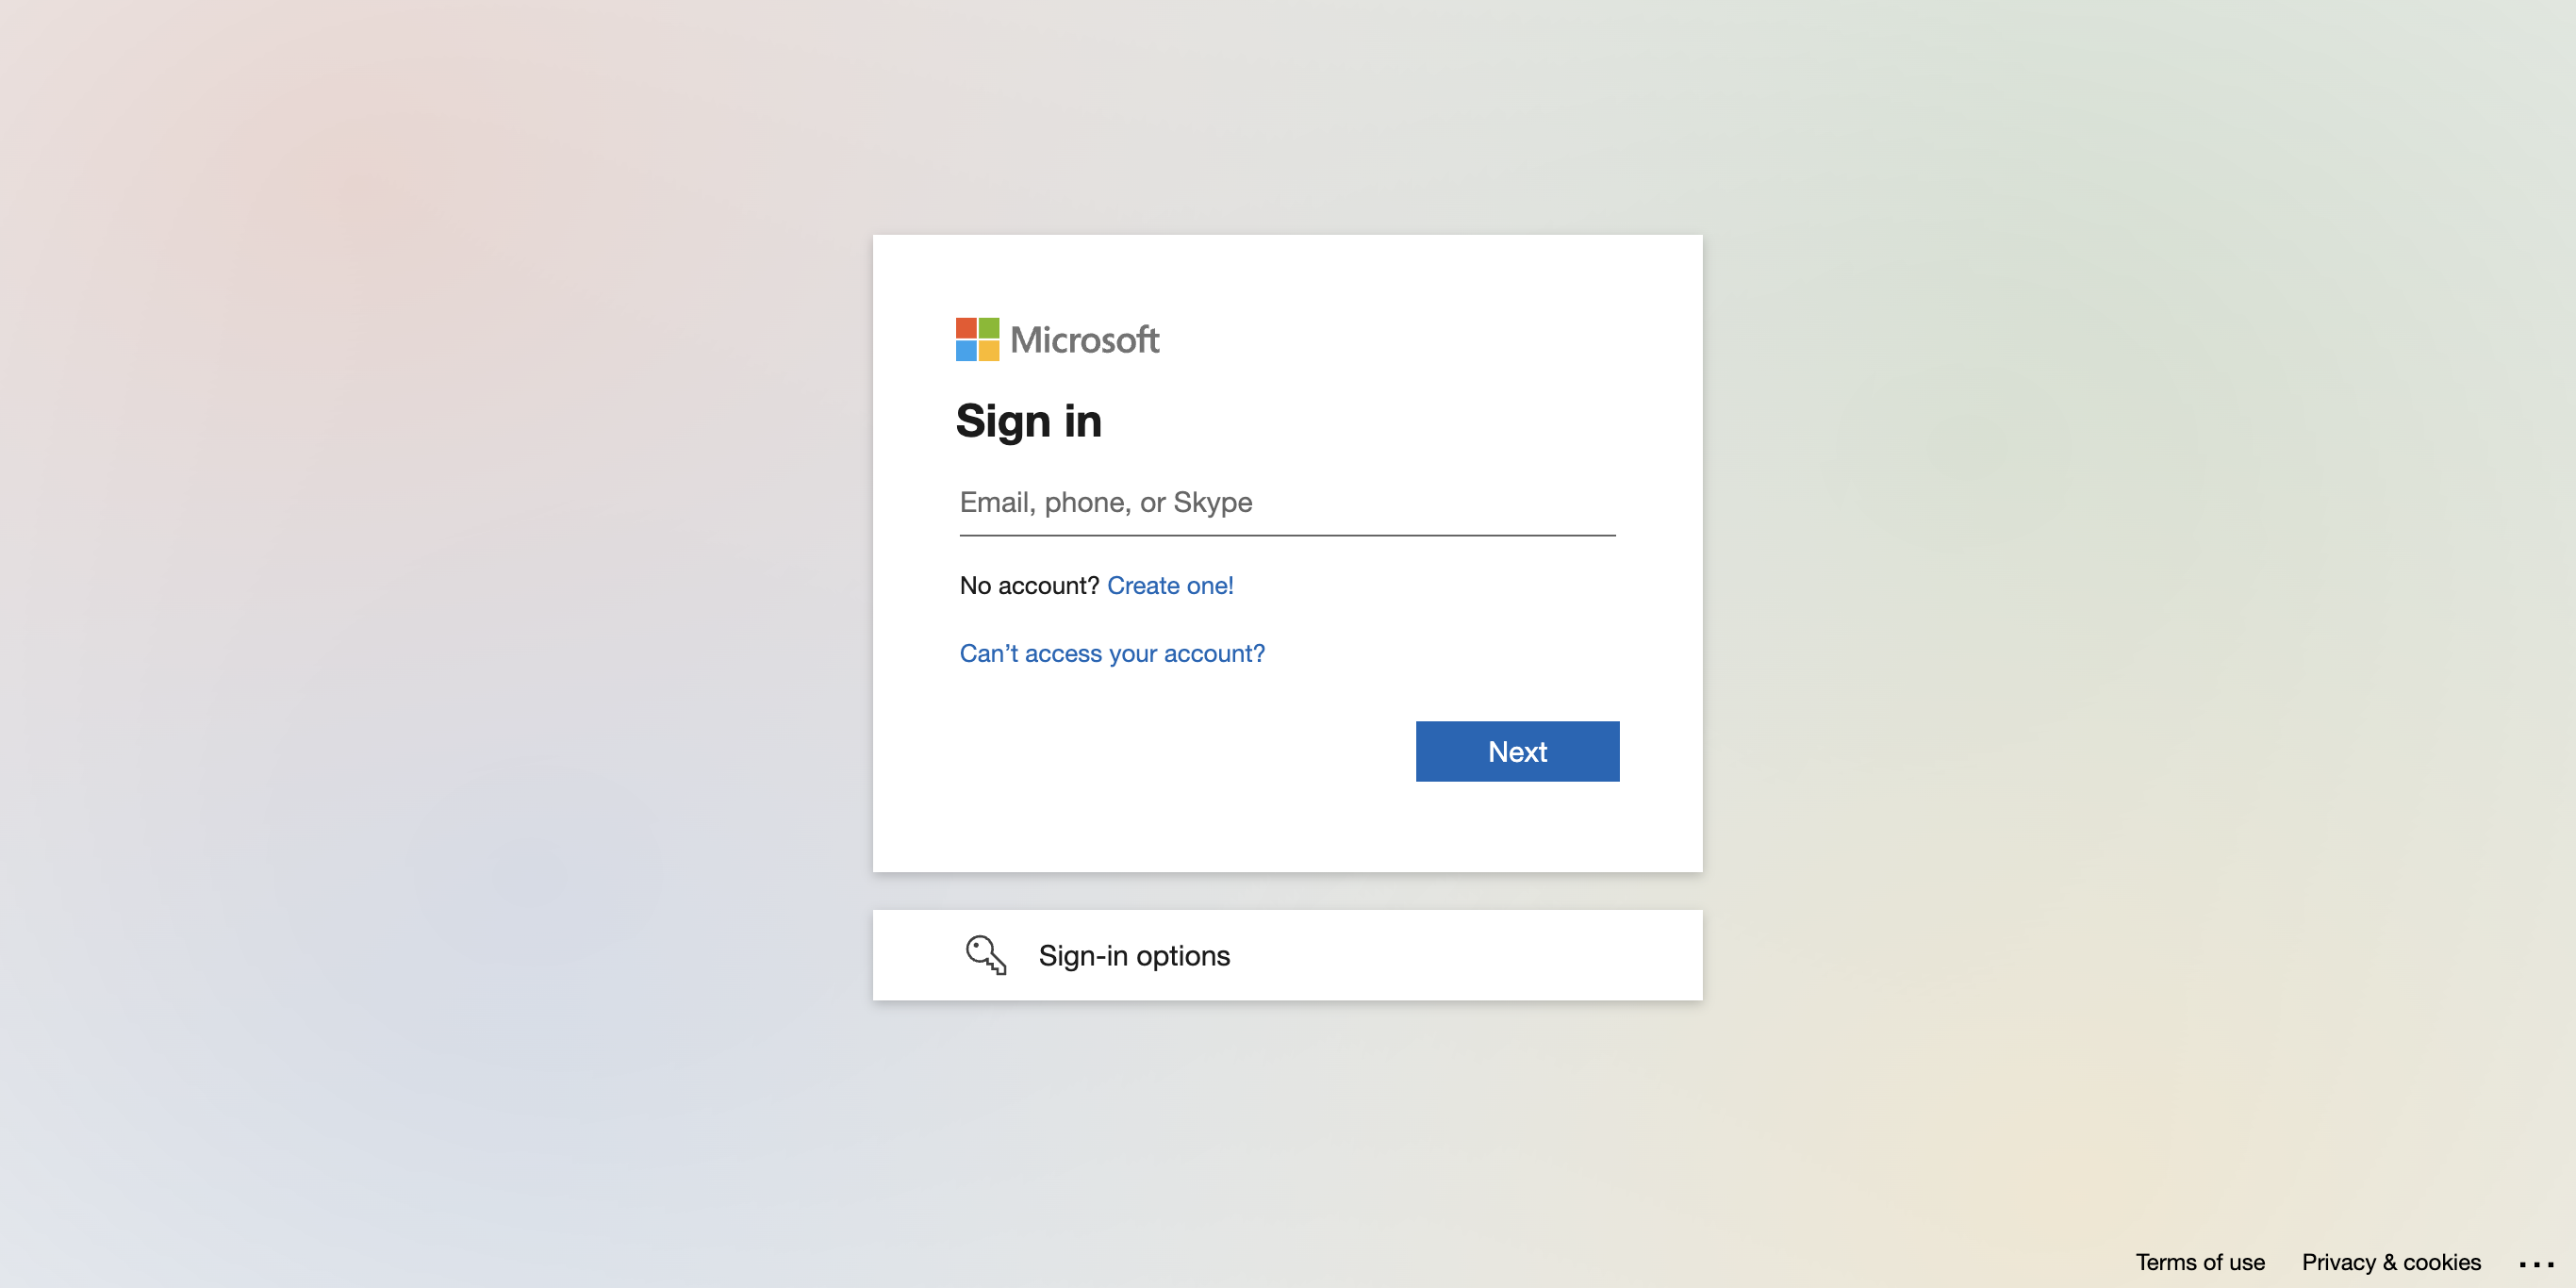 Microsoft
Sign in
Email, phone, or Skype
No account? Create one!
Can’t access your account?
Next
Sign-in options
Terms of use Privacy & cookies ...